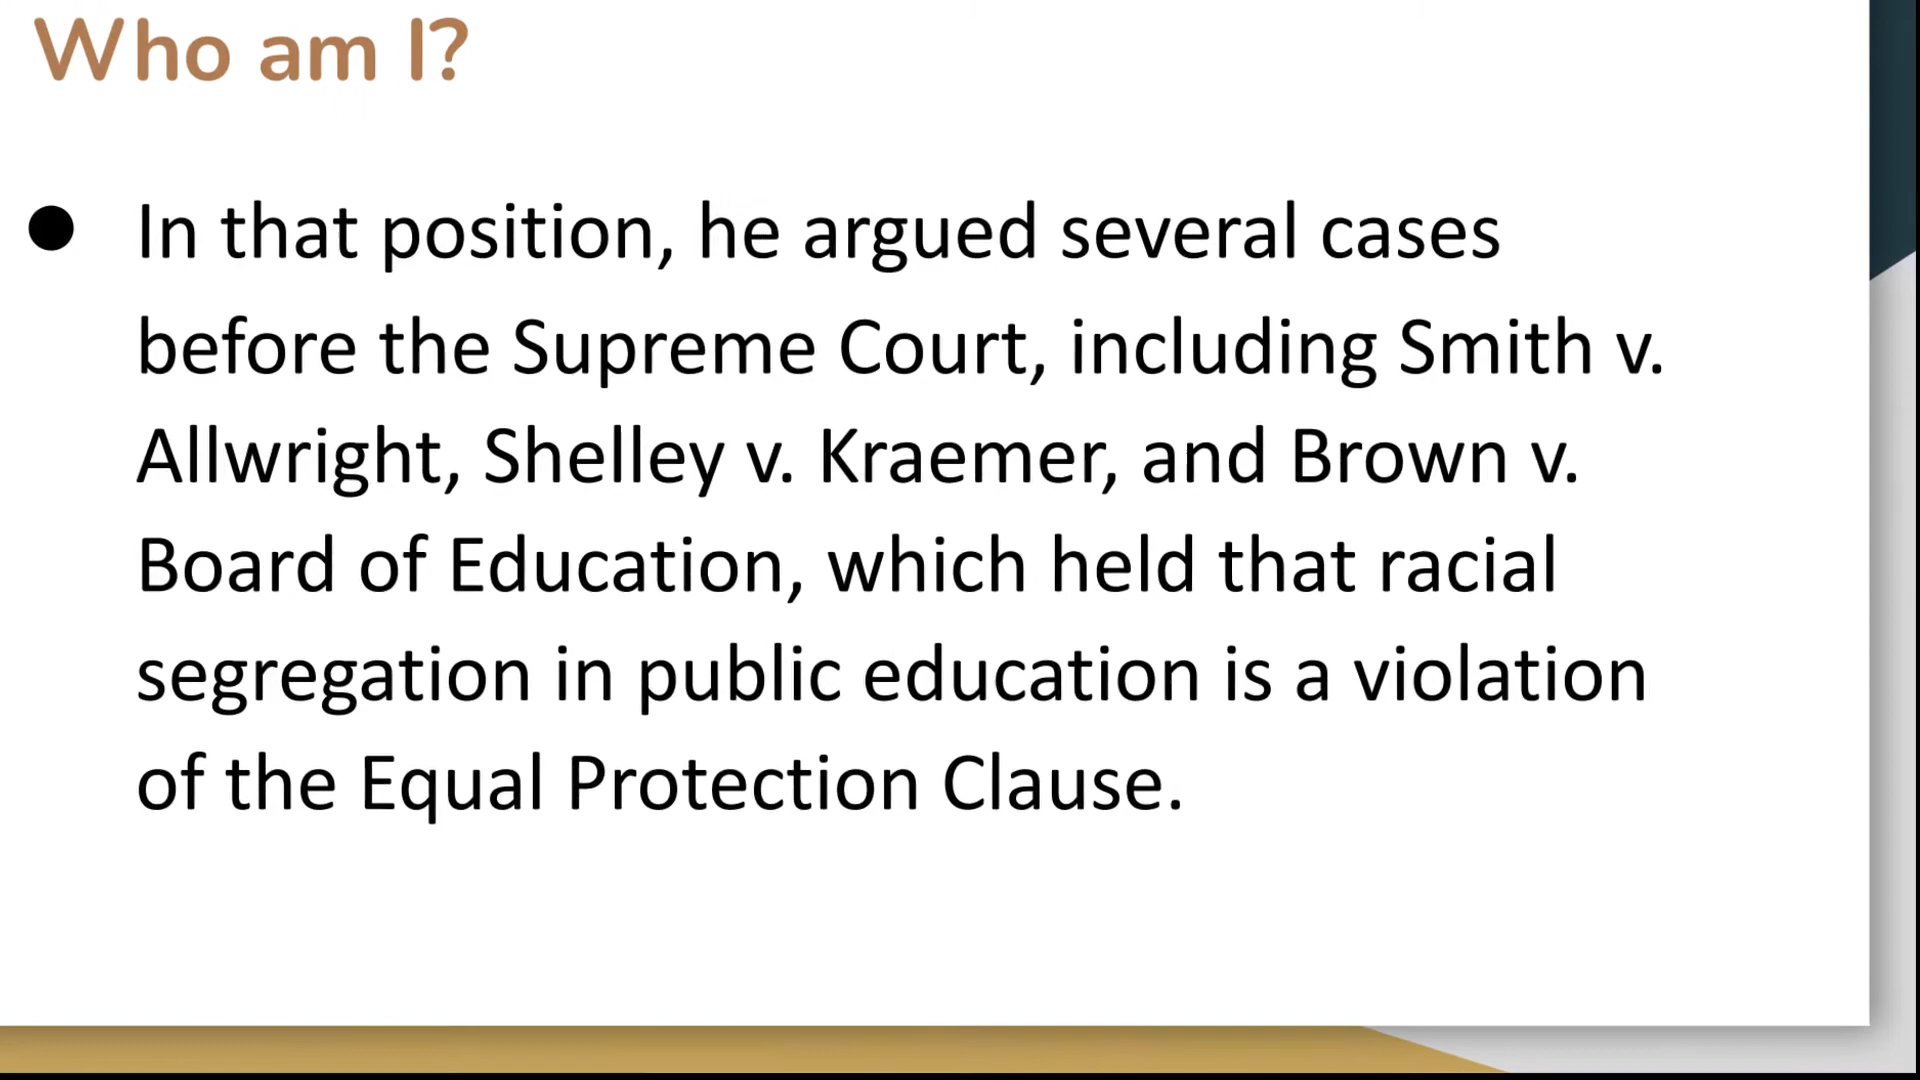 Who am I?
● In that position, he argued several cases
before the Supreme Court, including Smith v.
Allwright, Shelley v. Kraemer, and Brown v.
Board of Education, which held that racial
segregation in public education is a violation
of the Equal Protection Clause.